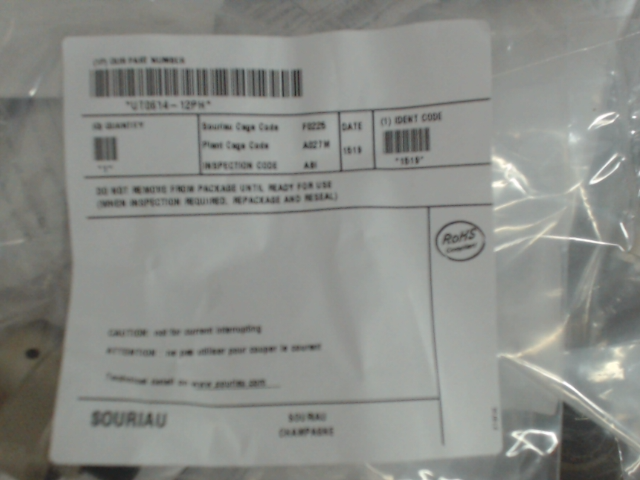 (1P) OUR PART NUMBER
"UT0614-12PH"
(Q) QUANTITY
"1"
Souriau Cage Code F0225
Plant Cage Code A027M
INSPECTION CODE ABI
DATE
1519
(1) IDENT CODE
"1519"
DO NOT REMOVE FROM PACKAGE UNTIL READY FOR USE
(WHEN INSPECTION REQUIRED, REPACKAGE AND RESEAL)
RoHS
Compliant
CAUTION: not for current interrupting
ATTENTION : ne pas utiliser pour couper le courant
Technical detail on www.souriau.com
SOURIAU
SOURIAU
CHAMPAGNE